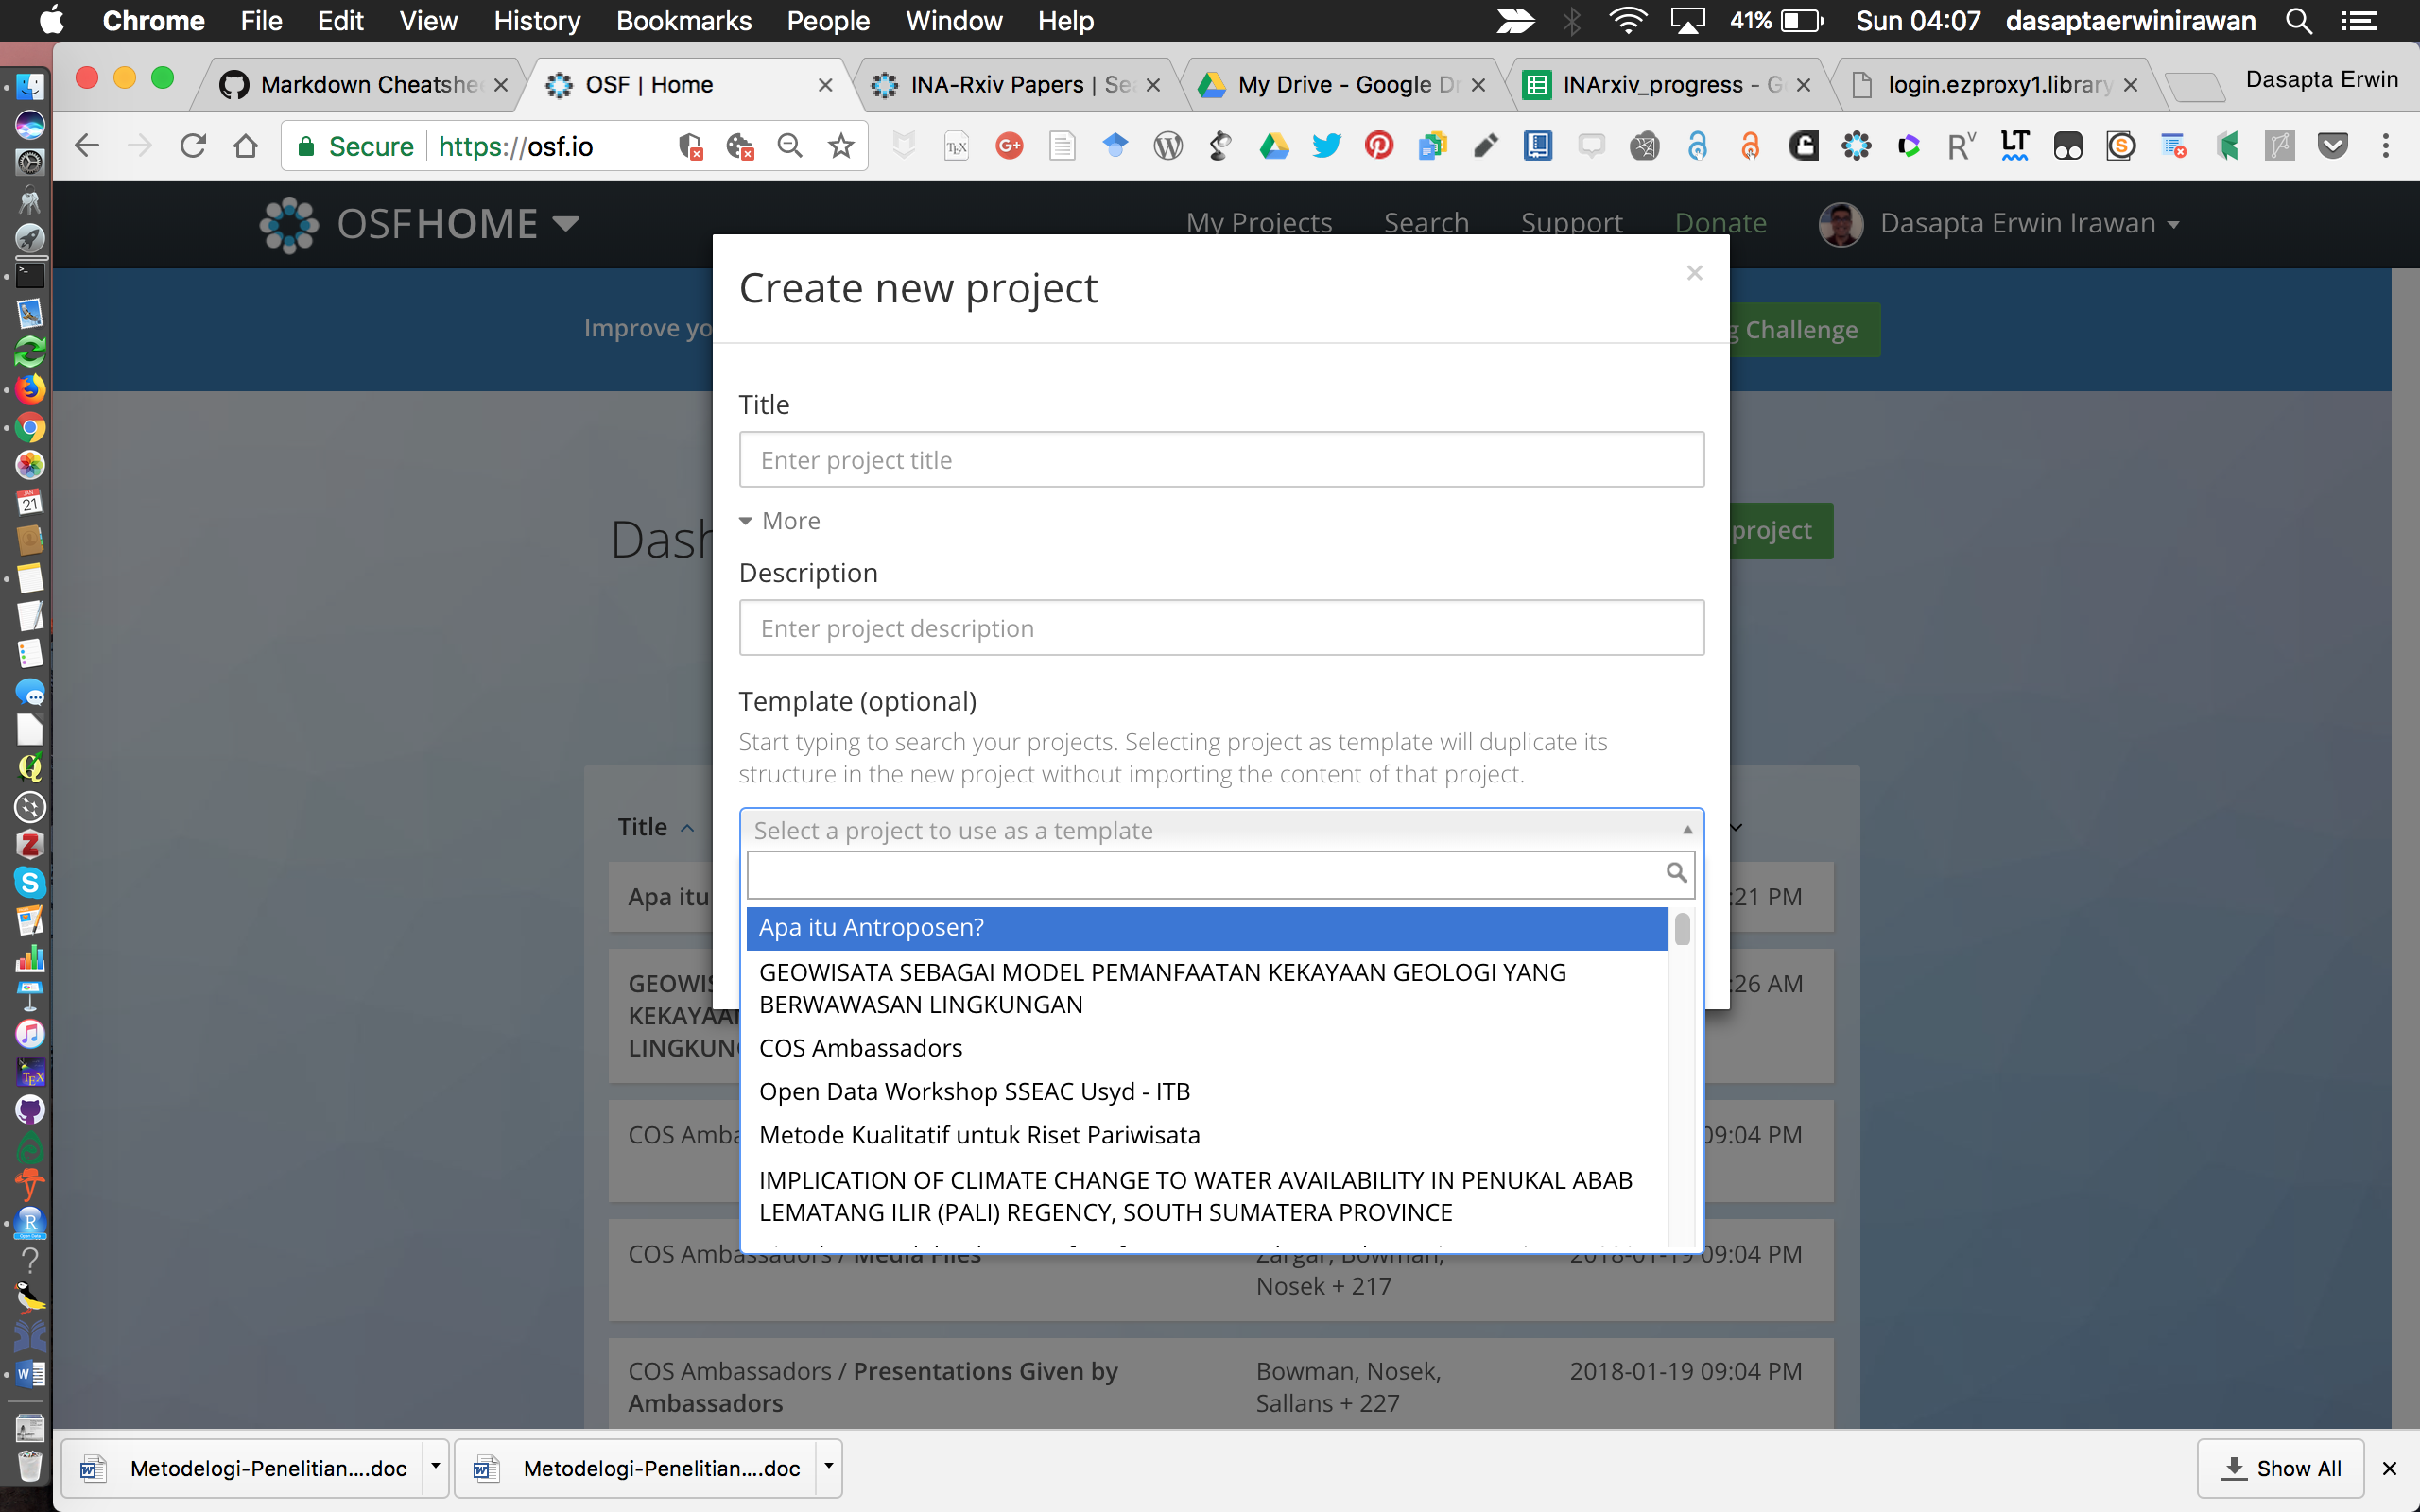 Chrome File Edit View History Bookmarks People Window Help 41% Sun 04:07 dasaptaerwinirawan
Markdown Cheatshe OSF | Home INA-Rxiv Papers | Sea My Drive - Google Dr INArxiv_progress - G login.ezproxy1.library Dasapta Erwin
Secure https://osf.io
OSFHOME My Projects Search Support Donate Dasapta Erwin Irawan
Create new project
Improve yo
g Challenge
Title
Enter project title
More
Dash
project
Description
Enter project description
Template (optional)
Start typing to search your projects. Selecting project as template will duplicate its
structure in the new project without importing the content of that project.
Title
Select a project to use as a template
Apa itu
:21 PM
Apa itu Antroposen?
GEOWISATA SEBAGAI MODEL PEMANFAATAN KEKAYAAN GEOLOGI YANG
BERWAWASAN LINGKUNGAN
GEOWIS
KEKAYAAN
LINGKUN
:26 AM
COS Ambassadors
Open Data Workshop SSEAC Usyd - ITB
Metode Kualitatif untuk Riset Pariwisata
COS Amba
09:04 PM
IMPLICATION OF CLIMATE CHANGE TO WATER AVAILABILITY IN PENUKAL ABAB
LEMATANG ILIR (PALI) REGENCY, SOUTH SUMATERA PROVINCE
COS Ambassadors / Media Files Zargar, Bowman, 2018-01-19 09:04 PM
Nosek + 217
COS Ambassadors / Presentations Given by Bowman, Nosek, 2018-01-19 09:04 PM
Ambassadors Sallans + 227
Metodelogi-Penelitian....doc Metodelogi-Penelitian....doc Show All